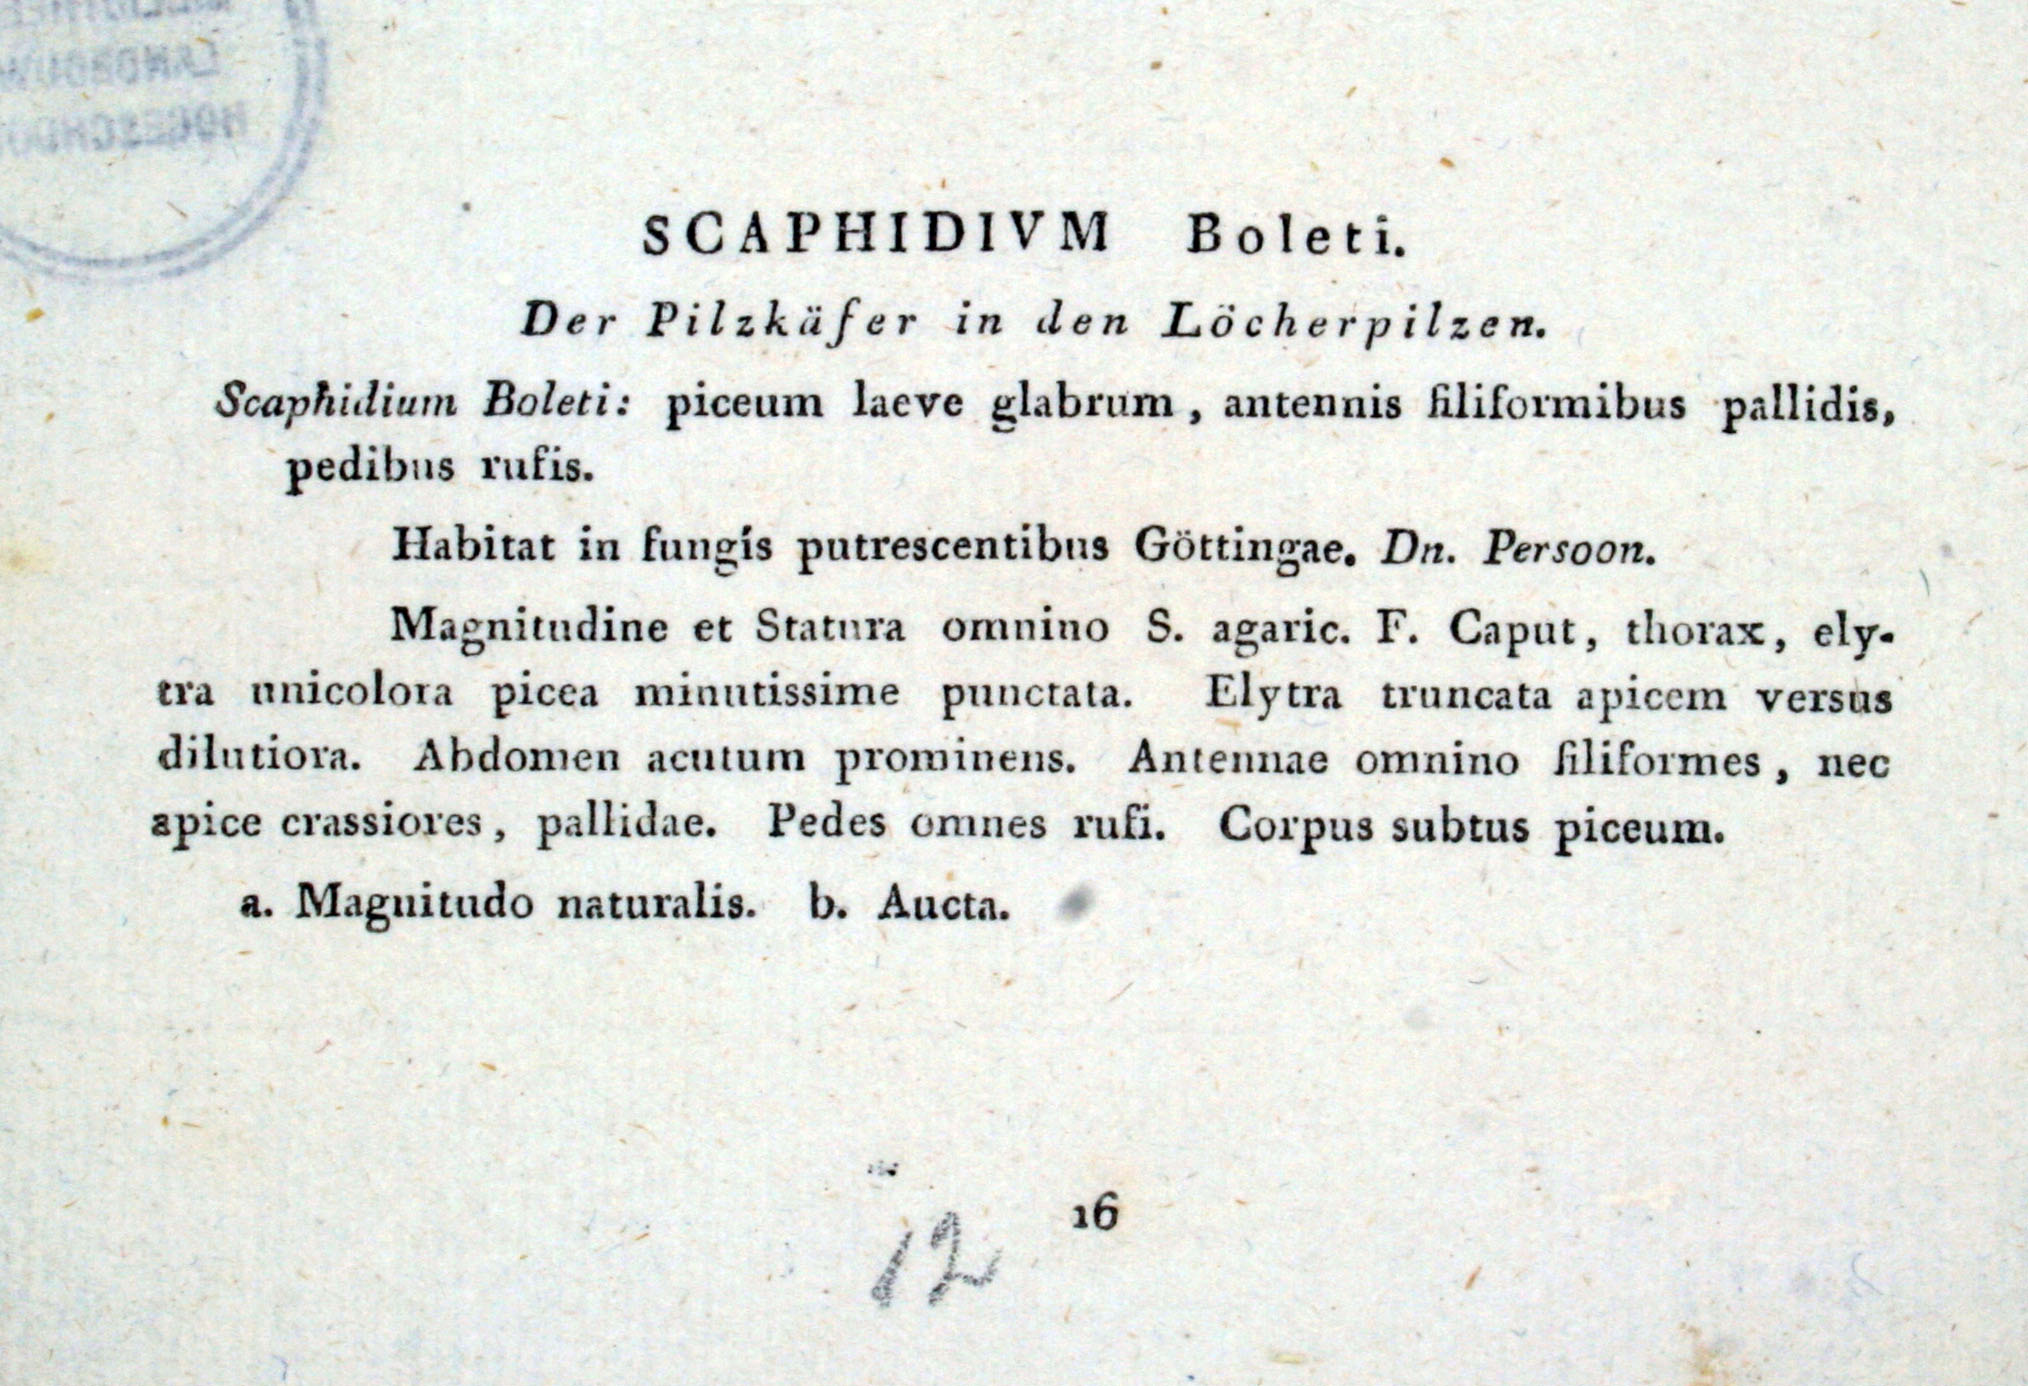 LANDBOUW
HOGESCHOO
SCAPHIDIVM Boleti.
Der Pilzkäfer in den Löcherpilzen.
Scaphidium Boleti: piceum laeve glabrum, antennis filiformibus pallidis,
pedibus rufis.
Habitat in fungis putrescentibus Göttingae. Dn. Persoon.
Magnitudine et Statura omnino S. agaric. F. Caput, thorax, ely-
tra unicolora picea minutissime punctata. Elytra truncata apicem versus
dilutiora. Abdomen acutum prominens. Antennae omnino filiformes, nec
apice crassiores, pallidae. Pedes omnes rufi. Corpus subtus piceum.
a. Magnitudo naturalis. b. Aucta.
16
12